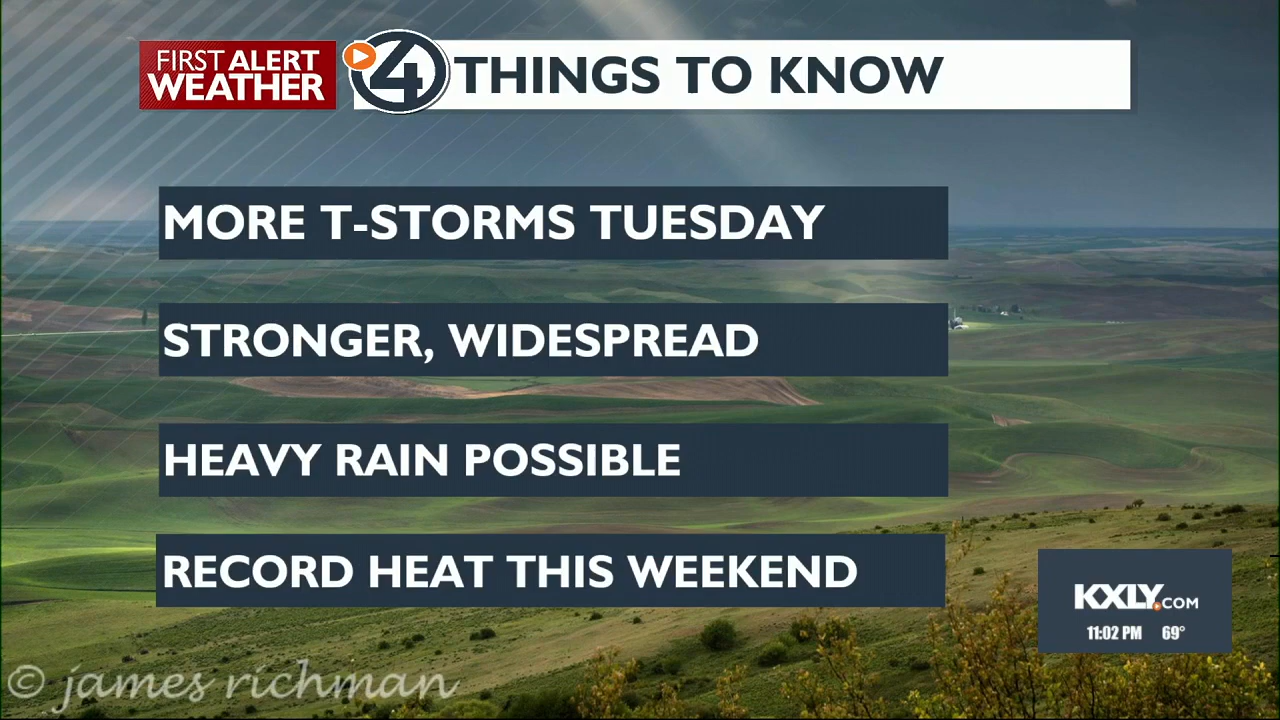 FIRST ALERT
WEATHER
4 THINGS TO KNOW
MORE T-STORMS TUESDAY
STRONGER, WIDESPREAD
HEAVY RAIN POSSIBLE
RECORD HEAT THIS WEEKEND
KXLY.COM
11:02 PM 69°
© james richman